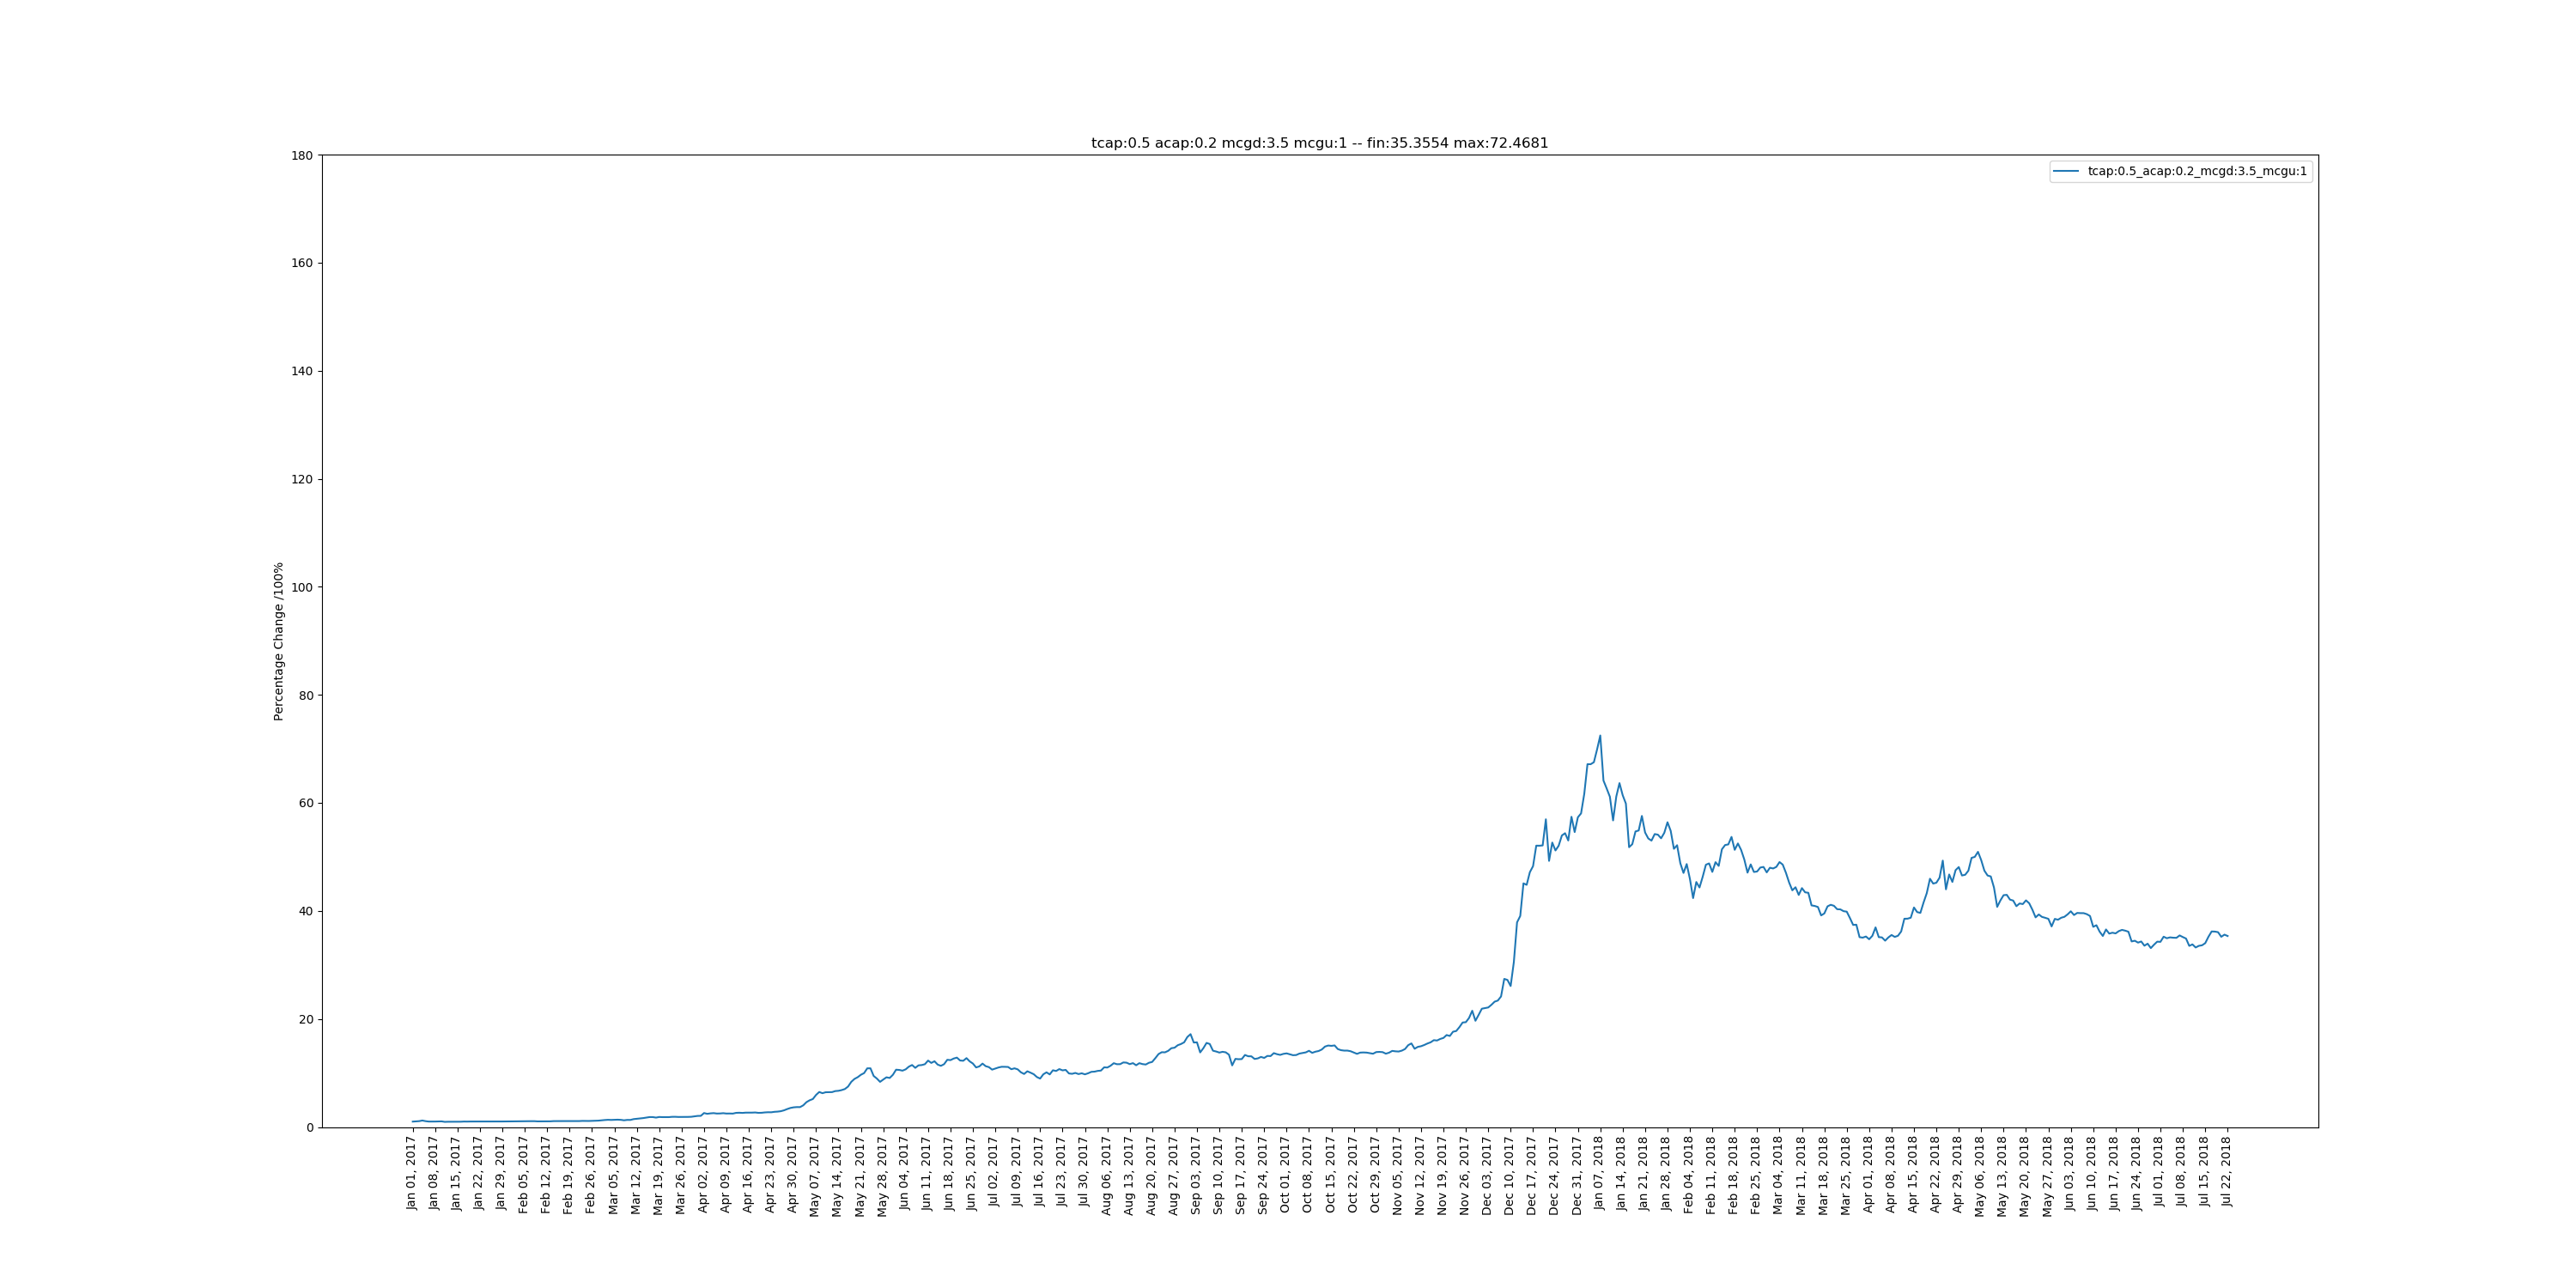 tcap:0.5 acap:0.2 mcgd:3.5 mcgu:1 -- fin:35.3554 max:72.4681
tcap:0.5_acap:0.2_mcgd:3.5_mcgu:1
Percentage Change /100%
180
160
140
120
100
80
60
40
20
0
Jan 01, 2017
Jan 08, 2017
Jan 15, 2017
Jan 22, 2017
Jan 29, 2017
Feb 05, 2017
Feb 12, 2017
Feb 19, 2017
Feb 26, 2017
Mar 05, 2017
Mar 12, 2017
Mar 19, 2017
Mar 26, 2017
Apr 02, 2017
Apr 09, 2017
Apr 16, 2017
Apr 23, 2017
Apr 30, 2017
May 07, 2017
May 14, 2017
May 21, 2017
May 28, 2017
Jun 04, 2017
Jun 11, 2017
Jun 18, 2017
Jun 25, 2017
Jul 02, 2017
Jul 09, 2017
Jul 16, 2017
Jul 23, 2017
Jul 30, 2017
Aug 06, 2017
Aug 13, 2017
Aug 20, 2017
Aug 27, 2017
Sep 03, 2017
Sep 10, 2017
Sep 17, 2017
Sep 24, 2017
Oct 01, 2017
Oct 08, 2017
Oct 15, 2017
Oct 22, 2017
Oct 29, 2017
Nov 05, 2017
Nov 12, 2017
Nov 19, 2017
Nov 26, 2017
Dec 03, 2017
Dec 10, 2017
Dec 17, 2017
Dec 24, 2017
Dec 31, 2017
Jan 07, 2018
Jan 14, 2018
Jan 21, 2018
Jan 28, 2018
Feb 04, 2018
Feb 11, 2018
Feb 18, 2018
Feb 25, 2018
Mar 04, 2018
Mar 11, 2018
Mar 18, 2018
Mar 25, 2018
Apr 01, 2018
Apr 08, 2018
Apr 15, 2018
Apr 22, 2018
Apr 29, 2018
May 06, 2018
May 13, 2018
May 20, 2018
May 27, 2018
Jun 03, 2018
Jun 10, 2018
Jun 17, 2018
Jun 24, 2018
Jul 01, 2018
Jul 08, 2018
Jul 15, 2018
Jul 22, 2018